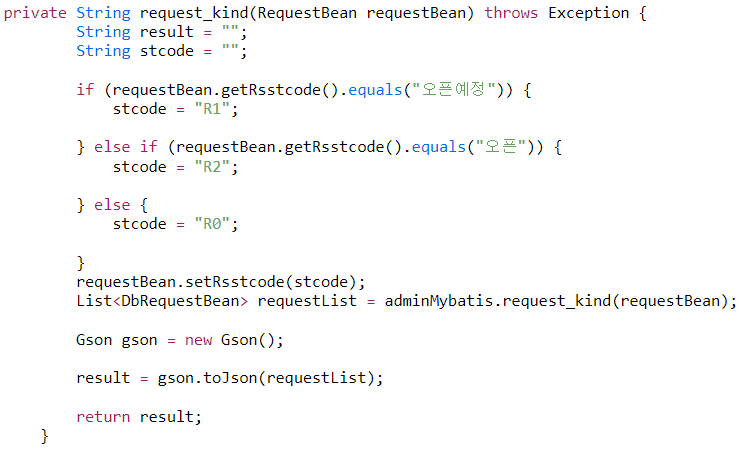 private String request_kind(RequestBean requestBean) throws Exception {
String result = "";
String stcode = "";
if (requestBean.getRsstcode().equals("오픈예정")) {
stcode = "R1";
} else if (requestBean.getRsstcode().equals("오픈")) {
stcode = "R2";
} else {
stcode = "R0";
}
requestBean.setRsstcode(stcode);
List<DbRequestBean> requestList = adminMybatis.request_kind(requestBean);
Gson gson = new Gson();
result = gson.toJson(requestList);
return result;
}